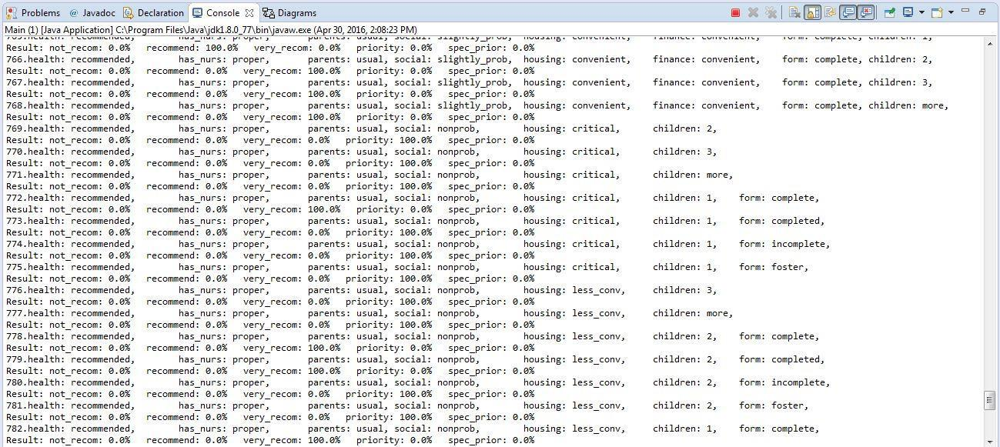 Problems @ Javadoc Declaration Console Diagrams
Main (1) [Java Application] C:\Program Files\Java\jdk1.8.0_77\bin\javaw.exe (Apr 30, 2016, 2:08:23 PM)
765.health: recommended, has_nurs: proper, parents: usual, social: slightly_prob, housing: convenient, finance: convenient, form: complete, children: 1,
Result: not_recom: 0.0% recommend: 100.0% very_recom: 0.0% priority: 0.0% spec_prior: 0.0%
766.health: recommended, has_nurs: proper, parents: usual, social: slightly_prob, housing: convenient, finance: convenient, form: complete, children: 2,
Result: not_recom: 0.0% recommend: 0.0% very_recom: 100.0% priority: 0.0% spec_prior: 0.0%
767.health: recommended, has_nurs: proper, parents: usual, social: slightly_prob, housing: convenient, finance: convenient, form: complete, children: 3,
Result: not_recom: 0.0% recommend: 0.0% very_recom: 100.0% priority: 0.0% spec_prior: 0.0%
768.health: recommended, has_nurs: proper, parents: usual, social: slightly_prob, housing: convenient, finance: convenient, form: complete, children: more,
Result: not_recom: 0.0% recommend: 0.0% very_recom: 100.0% priority: 0.0% spec_prior: 0.0%
769.health: recommended, has_nurs: proper, parents: usual, social: nonprob, housing: critical, children: 2,
Result: not_recom: 0.0% recommend: 0.0% very_recom: 0.0% priority: 100.0% spec_prior: 0.0%
770.health: recommended, has_nurs: proper, parents: usual, social: nonprob, housing: critical, children: 3,
Result: not_recom: 0.0% recommend: 0.0% very_recom: 0.0% priority: 100.0% spec_prior: 0.0%
771.health: recommended, has_nurs: proper, parents: usual, social: nonprob, housing: critical, children: more,
Result: not_recom: 0.0% recommend: 0.0% very_recom: 0.0% priority: 100.0% spec_prior: 0.0%
772.health: recommended, has_nurs: proper, parents: usual, social: nonprob, housing: critical, children: 1, form: complete,
Result: not_recom: 0.0% recommend: 0.0% very_recom: 100.0% priority: 0.0% spec_prior: 0.0%
773.health: recommended, has_nurs: proper, parents: usual, social: nonprob, housing: critical, children: 1, form: completed,
Result: not_recom: 0.0% recommend: 0.0% very_recom: 0.0% priority: 100.0% spec_prior: 0.0%
774.health: recommended, has_nurs: proper, parents: usual, social: nonprob, housing: critical, children: 1, form: incomplete,
Result: not_recom: 0.0% recommend: 0.0% very_recom: 0.0% priority: 100.0% spec_prior: 0.0%
775.health: recommended, has_nurs: proper, parents: usual, social: nonprob, housing: critical, children: 1, form: foster,
Result: not_recom: 0.0% recommend: 0.0% very_recom: 0.0% priority: 100.0% spec_prior: 0.0%
776.health: recommended, has_nurs: proper, parents: usual, social: nonprob, housing: less_conv, children: 3,
Result: not_recom: 0.0% recommend: 0.0% very_recom: 0.0% priority: 100.0% spec_prior: 0.0%
777.health: recommended, has_nurs: proper, parents: usual, social: nonprob, housing: less_conv, children: more,
Result: not_recom: 0.0% recommend: 0.0% very_recom: 0.0% priority: 100.0% spec_prior: 0.0%
778.health: recommended, has_nurs: proper, parents: usual, social: nonprob, housing: less_conv, children: 2, form: complete,
Result: not_recom: 0.0% recommend: 0.0% very_recom: 100.0% priority: 0.0% spec_prior: 0.0%
779.health: recommended, has_nurs: proper, parents: usual, social: nonprob, housing: less_conv, children: 2, form: completed,
Result: not_recom: 0.0% recommend: 0.0% very_recom: 100.0% priority: 0.0% spec_prior: 0.0%
780.health: recommended, has_nurs: proper, parents: usual, social: nonprob, housing: less_conv, children: 2, form: incomplete,
Result: not_recom: 0.0% recommend: 0.0% very_recom: 0.0% priority: 100.0% spec_prior: 0.0%
781.health: recommended, has_nurs: proper, parents: usual, social: nonprob, housing: less_conv, children: 2, form: foster,
Result: not_recom: 0.0% recommend: 0.0% very_recom: 0.0% priority: 100.0% spec_prior: 0.0%
782.health: recommended, has_nurs: proper, parents: usual, social: nonprob, housing: less_conv, children: 1, form: complete,
Result: not_recom: 0.0% recommend: 0.0% very_recom: 100.0% priority: 0.0% spec_prior: 0.0%